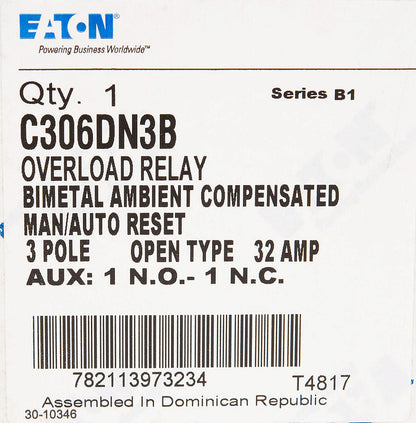 EATON
Powering Business Worldwide™
Qty. 1 Series B1
C306DN3B
OVERLOAD RELAY
BIMETAL AMBIENT COMPENSATED
MAN/AUTO RESET
3 POLE OPEN TYPE 32 AMP
AUX: 1 N.O.- 1 N.C.
782113973234 T4817
Assembled In Dominican Republic
30-10346